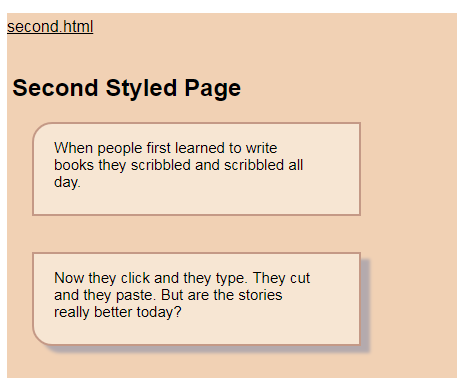 second.html
Second Styled Page
When people first learned to write
books they scribbled and scribbled all
day.
Now they click and they type. They cut
and they paste. But are the stories
really better today?